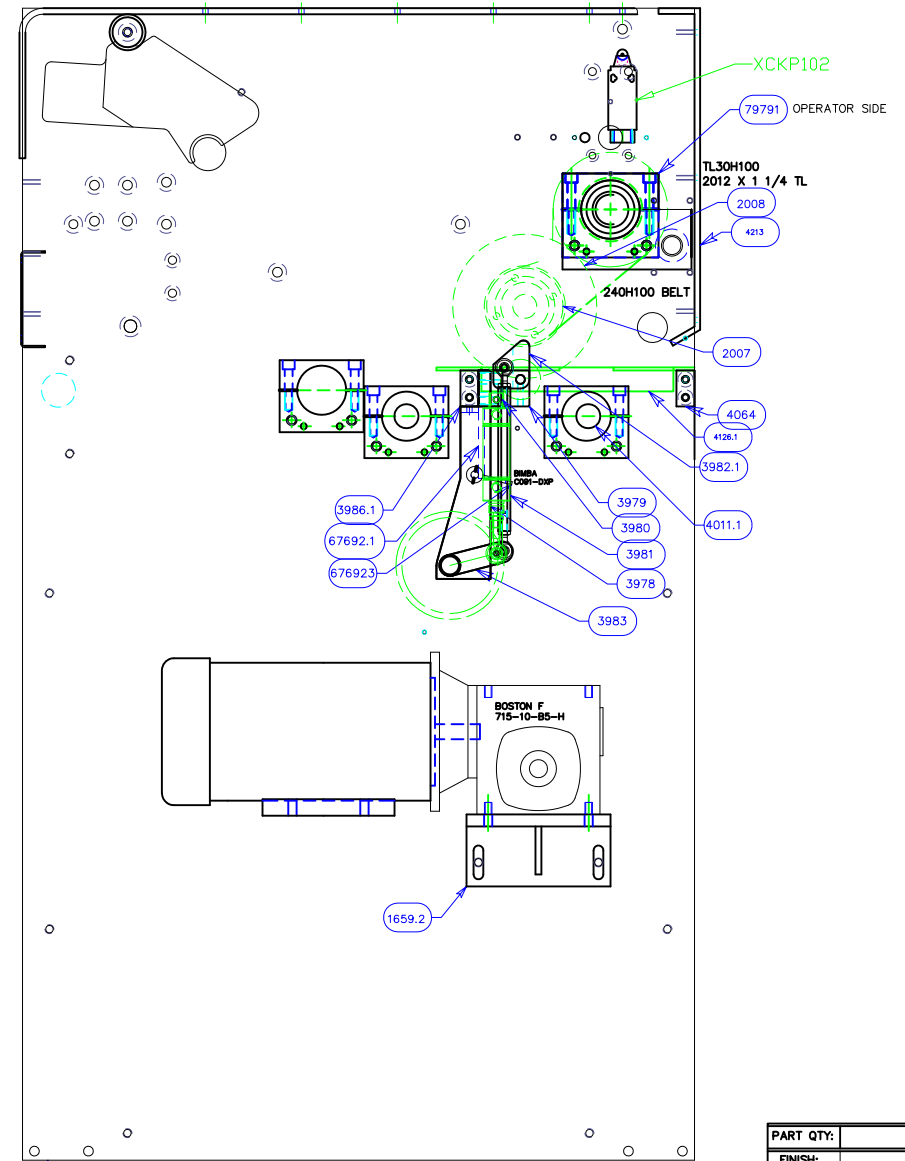 XCKP102
79791 OPERATOR SIDE
TL30H100
2012 X 1 1/4 TL
2008
4213
240H100 BELT
2007
4064
4126.1
3982.1
BIMBA
C091-DXP
3979
3986.1
3980
4011.1
67692.1
3981
676923
3978
3983
BOSTON F
715-10-B5-H
1659.2
PART QTY:
FINISH: